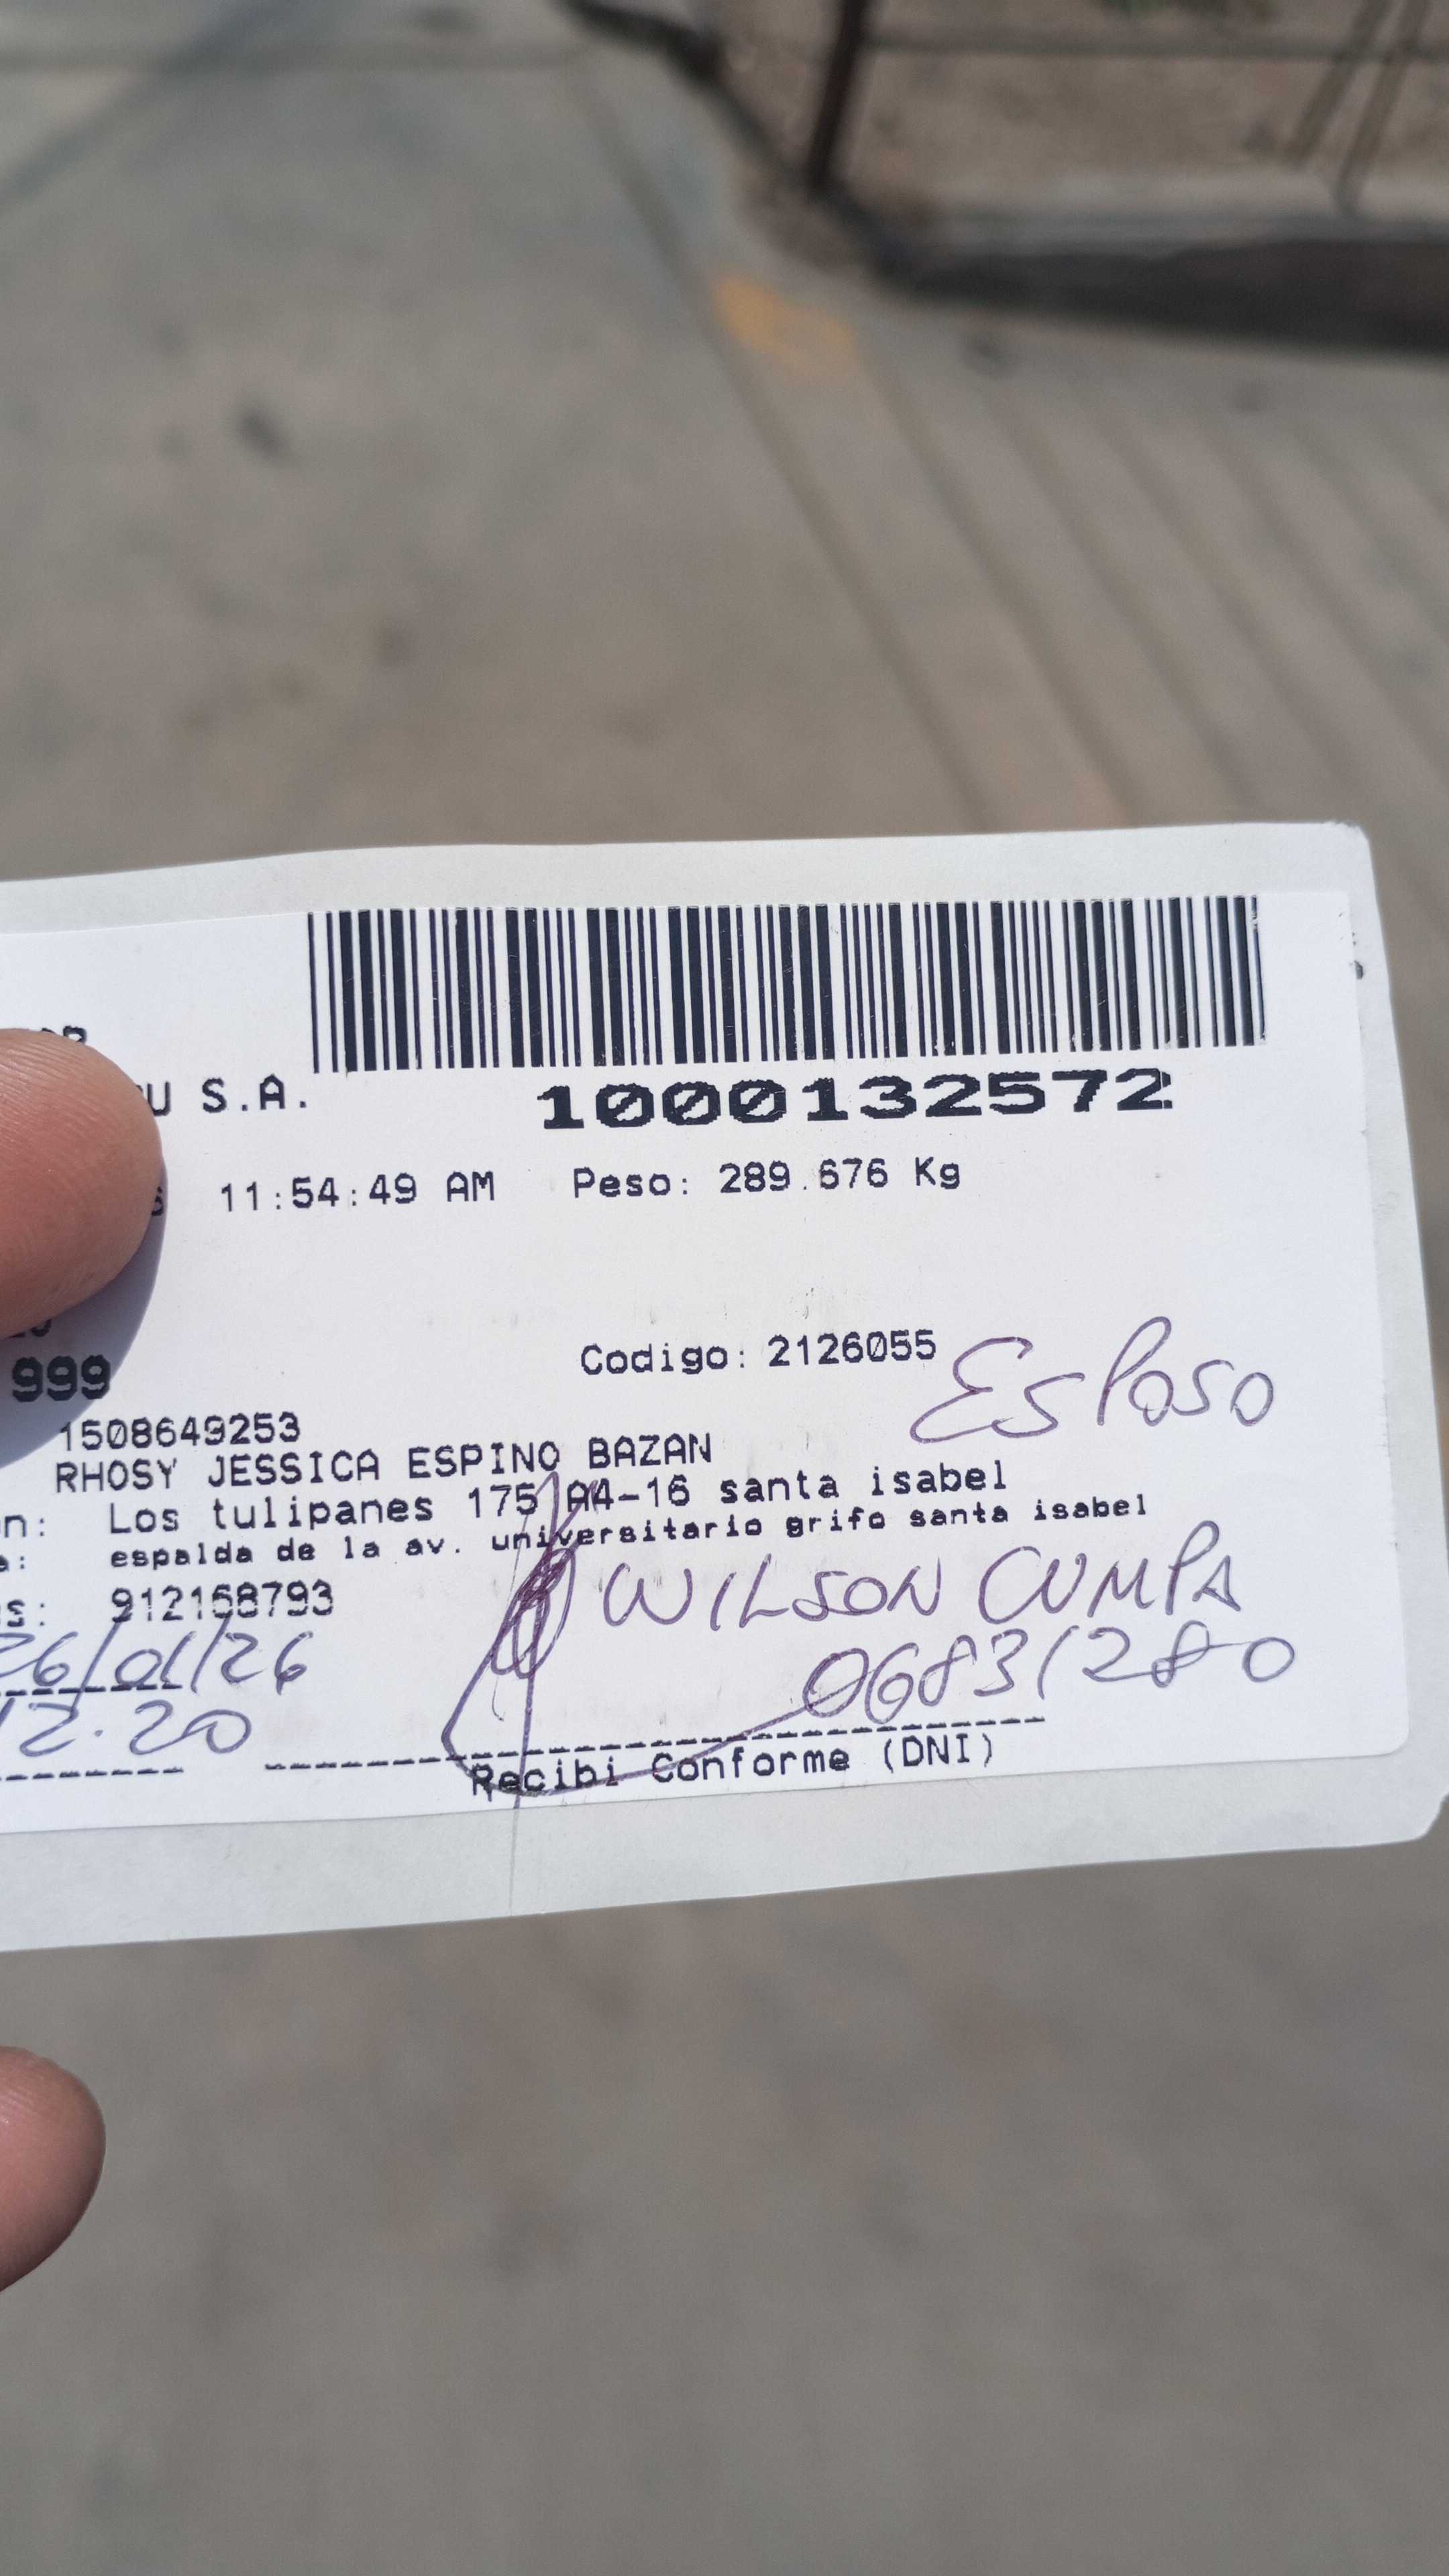 U S.A.
1000132572
11:54:49 AM Peso: 289.676 Kg
Codigo: 2126055
Esposo
999
1508649253
RHOSY JESSICA ESPINO BAZAN
n: Los tulipanes 175 A4-16 santa isabel
a: espalda de la av. universitario grifo santa isabel
s: 912168793
WILSON CUMPA
26/01/26
06831280
12.20
Recibi Conforme (DNI)